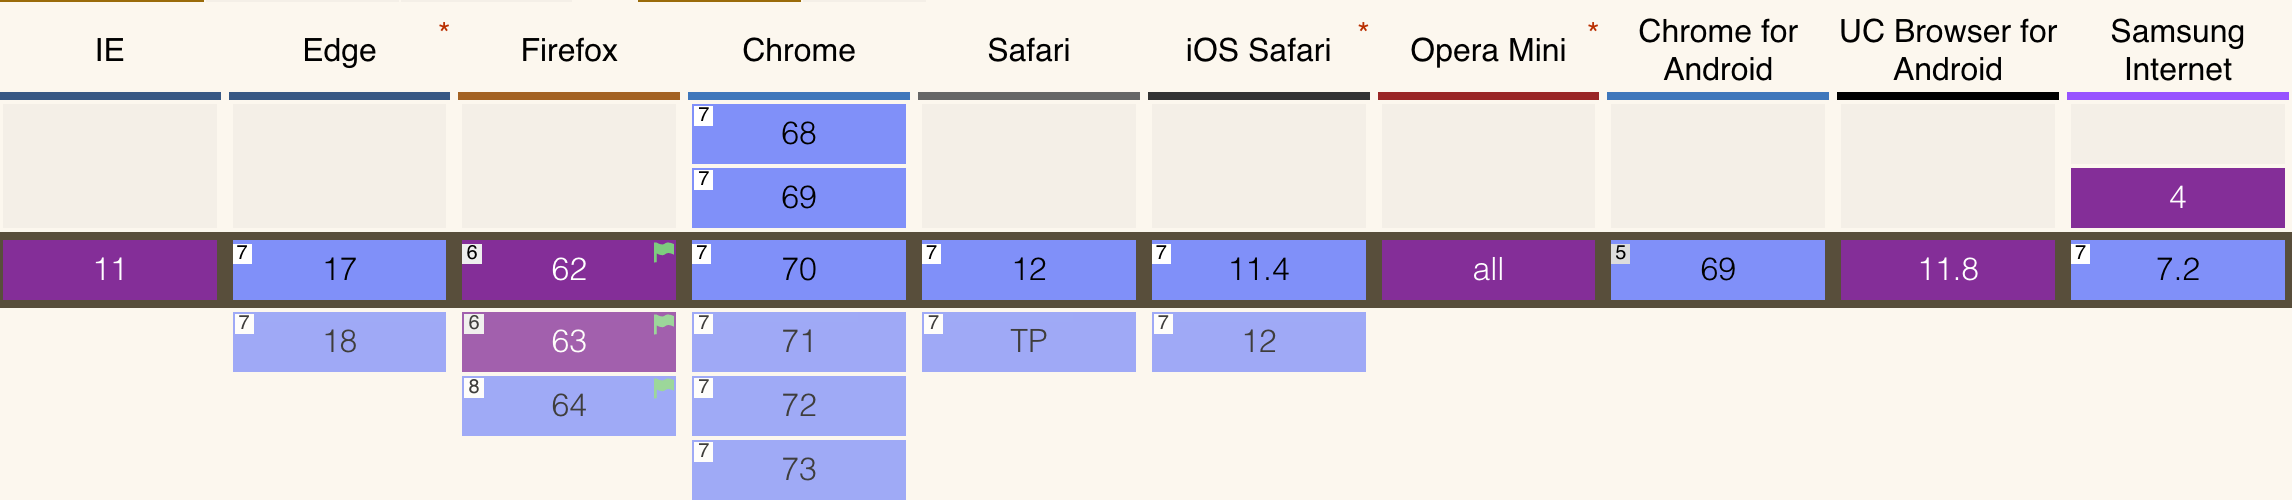 IE Edge * Firefox Chrome Safari iOS Safari * Opera Mini * Chrome for Android UC Browser for Android Samsung Internet
7 68
7 69 4
11 7 17 6 62 7 70 7 12 7 11.4 all 5 69 11.8 7 7.2
7 18 6 63 7 71 7 TP 7 12
8 64 7 72
7 73